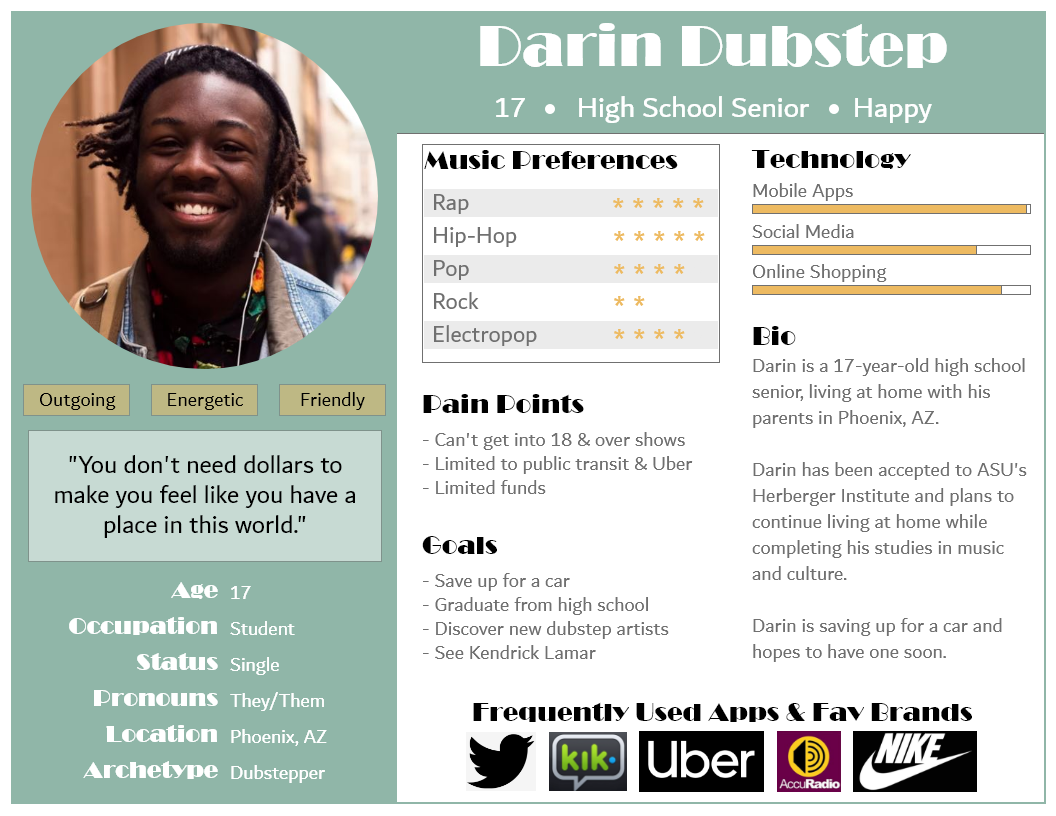 Darin Dubstep
17 • High School Senior • Happy
Outgoing Energetic Friendly
"You don't need dollars to
make you feel like you have a
place in this world."
Age 17
Occupation Student
Status Single
Pronouns They/Them
Location Phoenix, AZ
Archetype Dubstepper
Music Preferences
Rap * * * * *
Hip-Hop * * * * *
Pop * * * *
Rock * *
Electropop * * * *
Pain Points
- Can't get into 18 & over shows
- Limited to public transit & Uber
- Limited funds
Goals
- Save up for a car
- Graduate from high school
- Discover new dubstep artists
- See Kendrick Lamar
Technology
Mobile Apps
Social Media
Online Shopping
Bio
Darin is a 17-year-old high school
senior, living at home with his
parents in Phoenix, AZ.
Darin has been accepted to ASU's
Herberger Institute and plans to
continue living at home while
completing his studies in music
and culture.
Darin is saving up for a car and
hopes to have one soon.
Frequently Used Apps & Fav Brands
kik
Uber
AccuRadio
NIKE